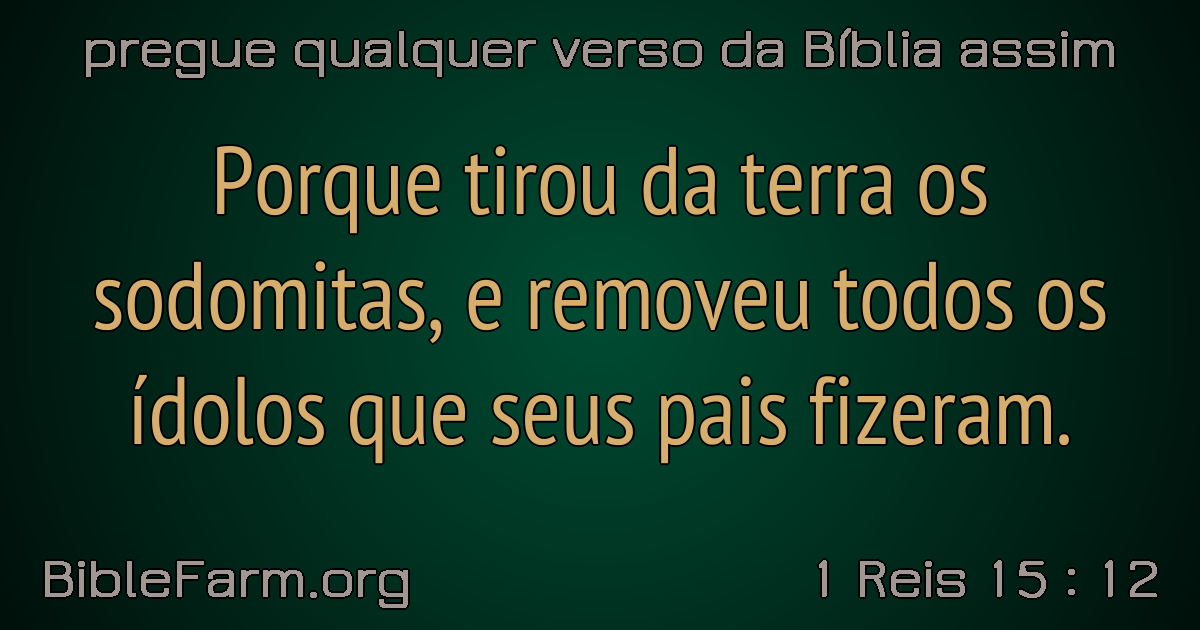 pregue qualquer verso da Bíblia assim
Porque tirou da terra os
sodomitas, e removeu todos os
ídolos que seus pais fizeram.
BibleFarm.org
1 Reis 15 : 12